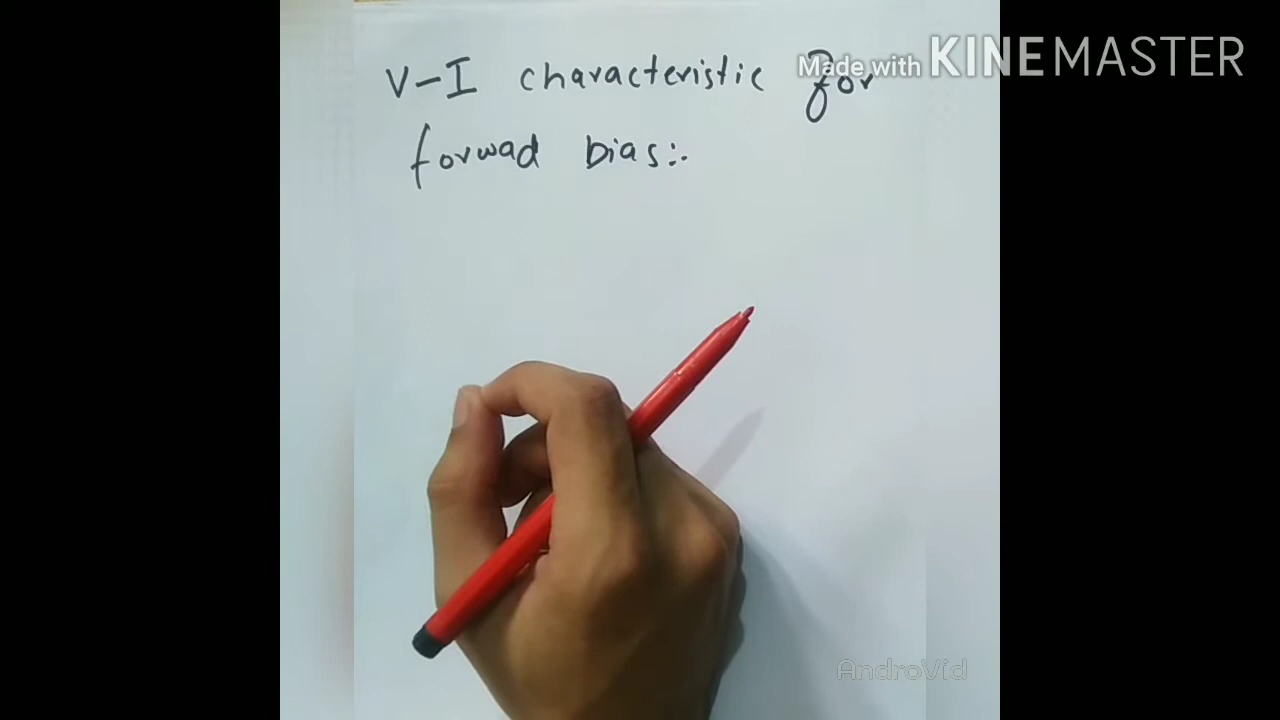 V-I characteristic for
forwad bias:-
Made with KINEMASTER
AndroVid